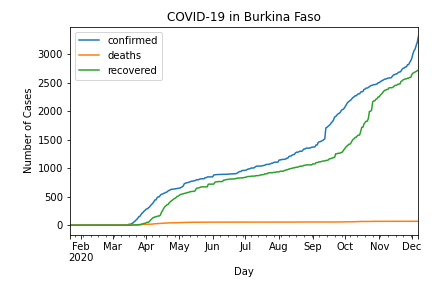 COVID-19 in Burkina Faso
confirmed
deaths
recovered
Number of Cases
3000
2500
2000
1500
1000
500
0
Feb Mar Apr May Jun Jul Aug Sep Oct Nov Dec
2020
Day